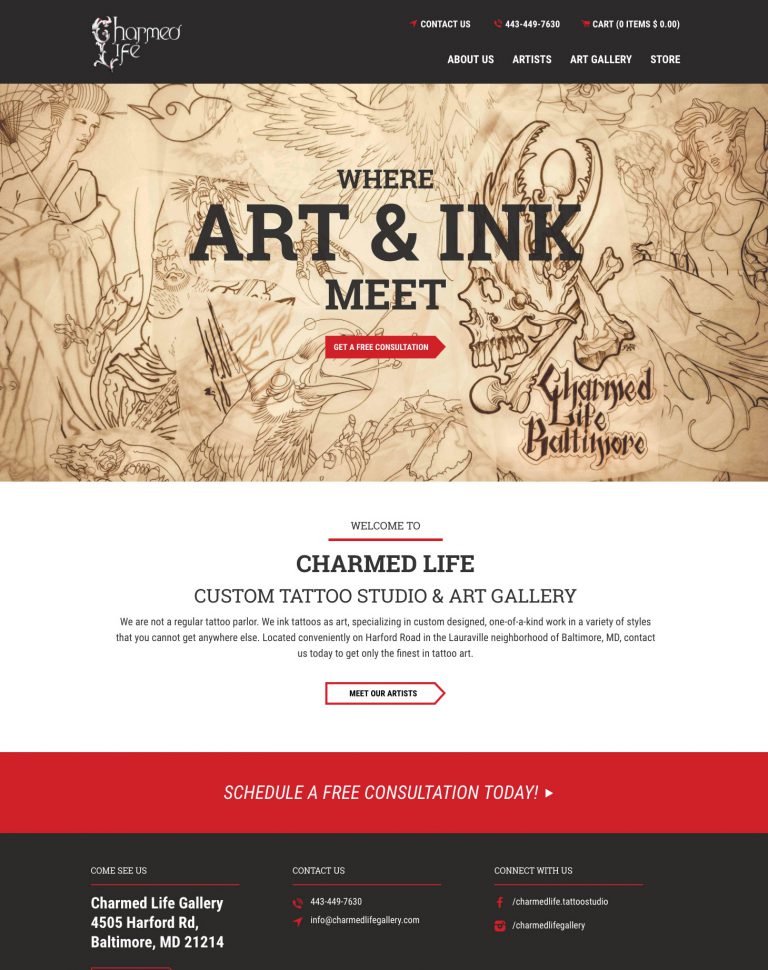 Charmed
Life
CONTACT US
443-449-7630
CART (0 ITEMS $ 0.00)
ABOUT US
ARTISTS
ART GALLERY
STORE
WHERE
ART & INK
MEET
GET A FREE CONSULTATION
Charmed
Life
Baltimore
WELCOME TO
CHARMED LIFE
CUSTOM TATTOO STUDIO & ART GALLERY
We are not a regular tattoo parlor. We ink tattoos as art, specializing in custom designed, one-of-a-kind work in a variety of styles
that you cannot get anywhere else. Located conveniently on Harford Road in the Lauraville neighborhood of Baltimore, MD, contact
us today to get only the finest in tattoo art.
MEET OUR ARTISTS
SCHEDULE A FREE CONSULTATION TODAY!
COME SEE US
Charmed Life Gallery
4505 Harford Rd,
Baltimore, MD 21214
CONTACT US
443-449-7630
info@charmedlifegallery.com
CONNECT WITH US
/charmedlife.tattoostudio
/charmedlifegallery